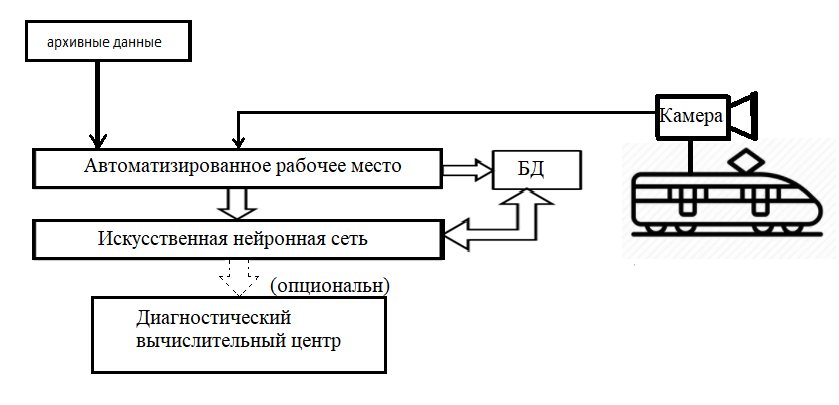 архивные данные
Камера
Автоматизированное рабочее место
БД
Искусственная нейронная сеть
(опциональн)
Диагностический
вычислительный центр